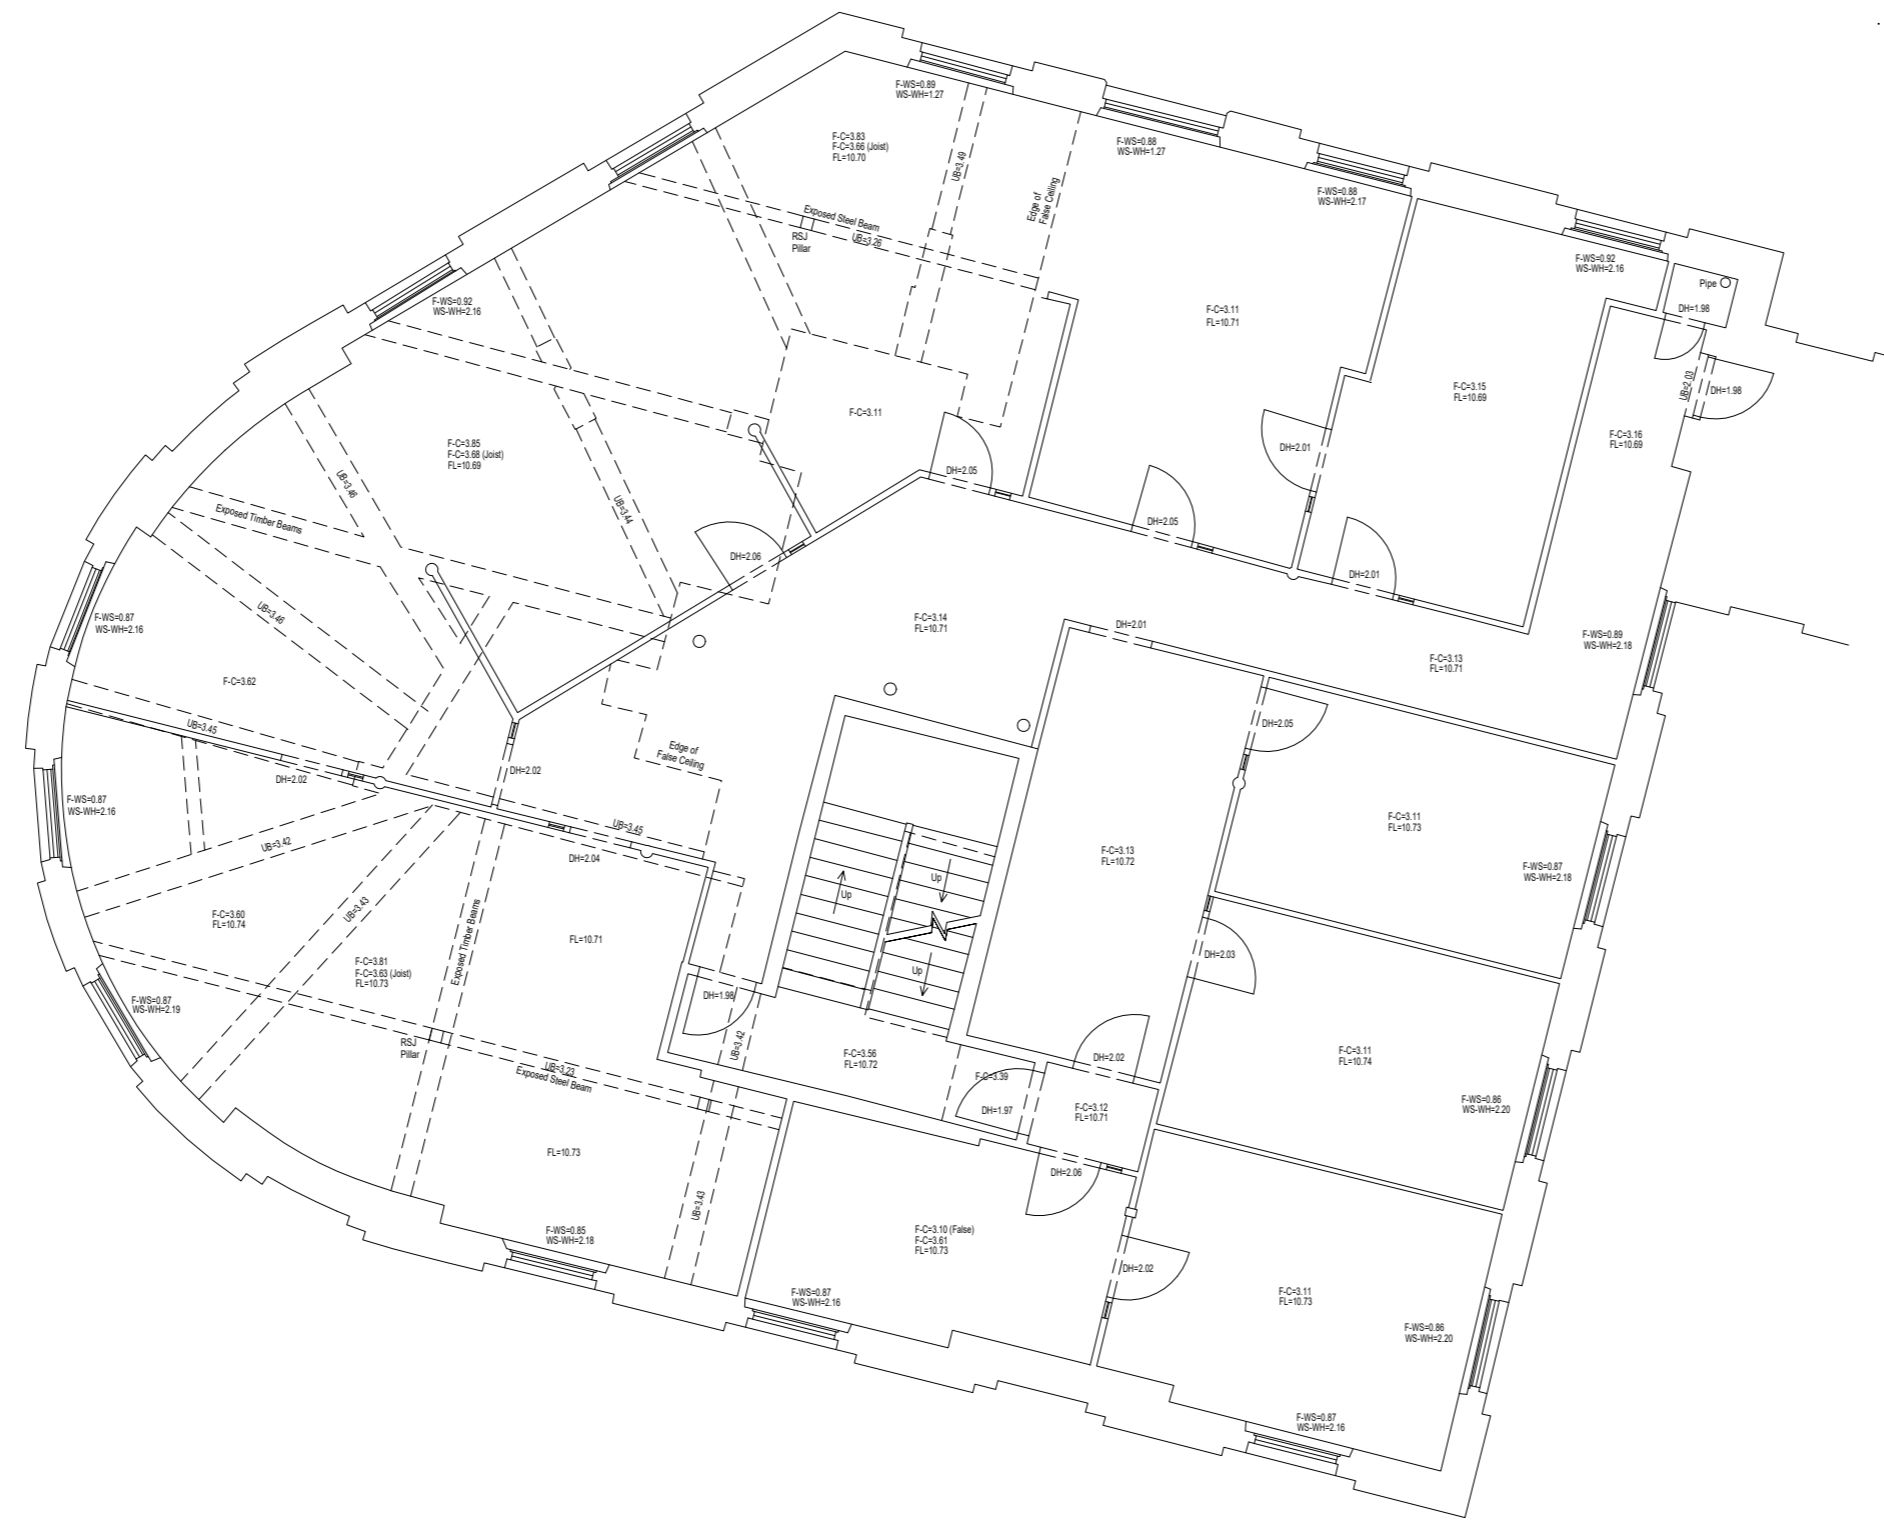 F-WS=0.89
WS-WH=1.27
F-C=3.83
F-C=3.66 (Joist)
FL=10.70
UB=3.49
F-WS=0.88
WS-WH=1.27
Edge of
False Ceiling
F-WS=0.88
WS-WH=2.17
Exposed Steel Beam
UB=3.26
RSJ
Pillar
F-WS=0.92
WS-WH=2.16
Pipe
DH=1.98
F-WS=0.92
WS-WH=2.16
F-C=3.11
FL=10.71
F-C=3.15
FL=10.69
UB=2.03
DH=1.98
F-C=3.11
F-C=3.16
FL=10.69
F-C=3.85
F-C=3.68 (Joist)
FL=10.69
DH=2.01
DH=2.05
UB=3.46
UB=3.44
Exposed Timber Beams
DH=2.05
DH=2.06
DH=2.01
UB=3.46
F-WS=0.87
WS-WH=2.16
F-C=3.14
FL=10.71
DH=2.01
F-WS=0.89
WS-WH=2.18
F-C=3.13
FL=10.71
F-C=3.62
UB=3.45
DH=2.05
Edge of
False Ceiling
DH=2.02
DH=2.02
F-WS=0.87
WS-WH=2.16
F-C=3.11
FL=10.73
UB=3.45
UB=3.42
DH=2.04
F-C=3.13
FL=10.72
F-WS=0.87
WS-WH=2.18
Up
Up
UB=3.43
F-C=3.60
FL=10.74
Exposed Timber Beams
FL=10.71
DH=2.03
F-C=3.81
F-C=3.63 (Joist)
FL=10.73
Up
DH=1.98
F-WS=0.87
WS-WH=2.19
RSJ
Pillar
UB=3.42
F-C=3.56
FL=10.72
DH=2.02
F-C=3.11
FL=10.74
UB=3.23
Exposed Steel Beam
F-C=3.39
DH=1.97
F-C=3.12
FL=10.71
F-WS=0.86
WS-WH=2.20
FL=10.73
DH=2.06
UB=3.43
F-WS=0.85
WS-WH=2.18
F-C=3.10 (False)
F-C=3.61
FL=10.73
DH=2.02
F-WS=0.87
WS-WH=2.16
F-C=3.11
FL=10.73
F-WS=0.86
WS-WH=2.20
F-WS=0.87
WS-WH=2.16